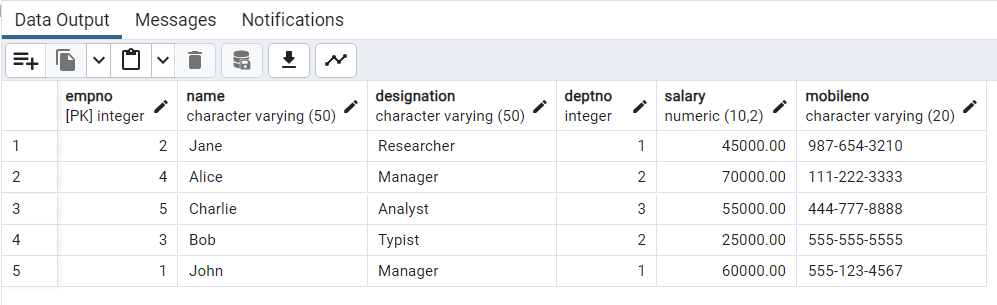 Data Output Messages Notifications
empno name designation deptno salary mobileno
[PK] integer character varying (50) character varying (50) integer numeric (10,2) character varying (20)
1 2 Jane Researcher 1 45000.00 987-654-3210
2 4 Alice Manager 2 70000.00 111-222-3333
3 5 Charlie Analyst 3 55000.00 444-777-8888
4 3 Bob Typist 2 25000.00 555-555-5555
5 1 John Manager 1 60000.00 555-123-4567